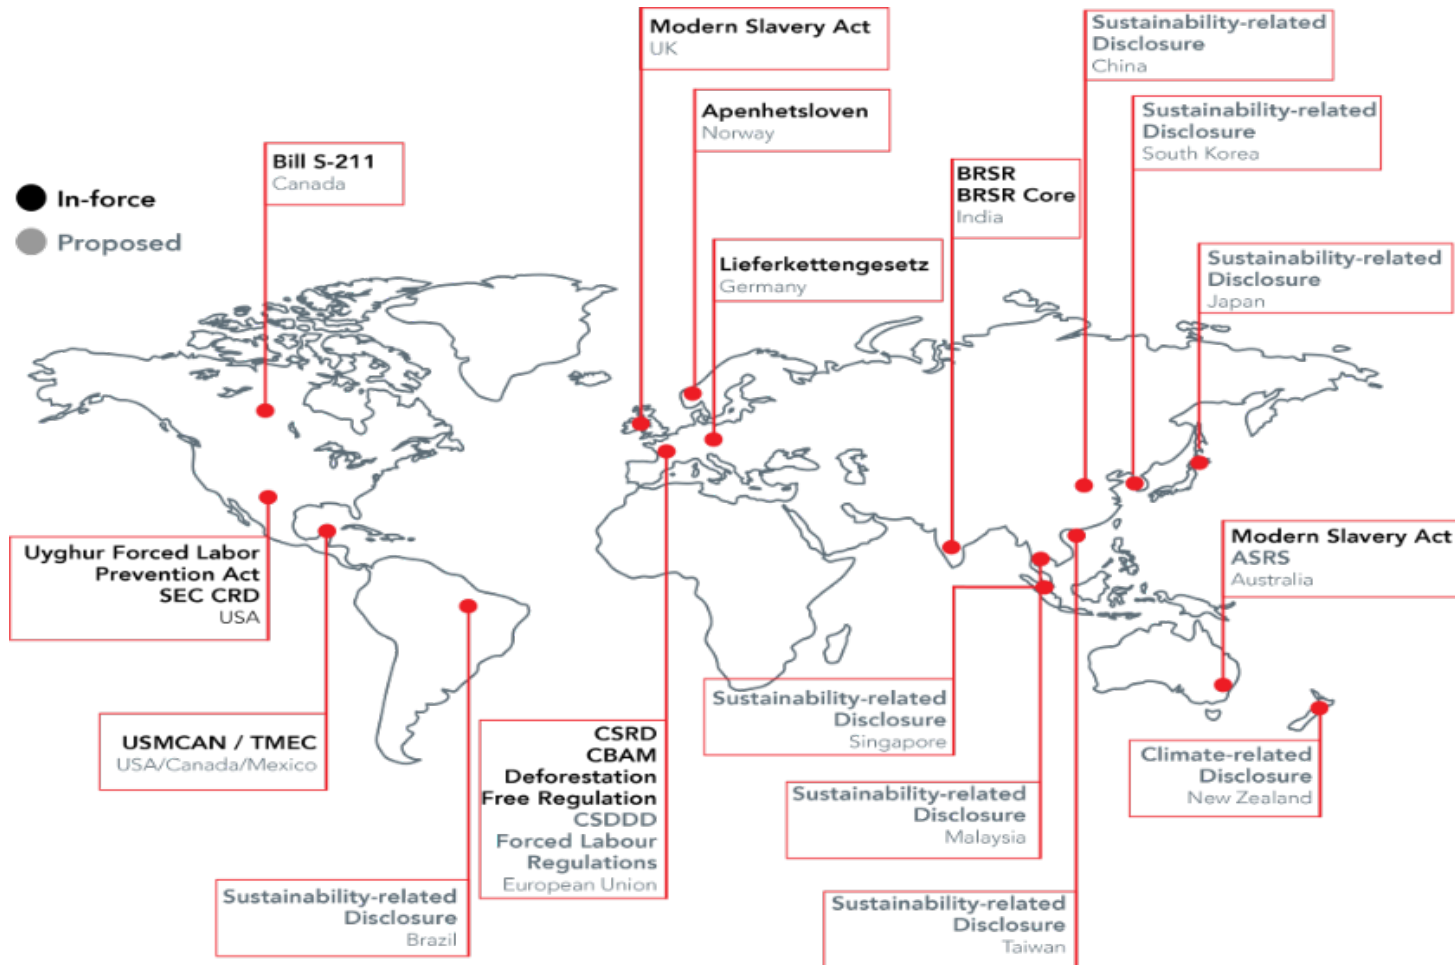 Modern Slavery Act
UK
Sustainability-related
Disclosure
China
Apenhetsloven
Norway
Sustainability-related
Disclosure
South Korea
Bill S-211
Canada
In-force
Proposed
BRSR
BRSR Core
India
Lieferkettengesetz
Germany
Sustainability-related
Disclosure
Japan
Uyghur Forced Labor
Prevention Act
SEC CRD
USA
Modern Slavery Act
ASRS
Australia
USMCAN / TMEC
USA/Canada/Mexico
CSRD
CBAM
Deforestation
Free Regulation
CSDDD
Forced Labour
Regulations
European Union
Sustainability-related
Disclosure
Singapore
Climate-related
Disclosure
New Zealand
Sustainability-related
Disclosure
Malaysia
Sustainability-related
Disclosure
Brazil
Sustainability-related
Disclosure
Taiwan